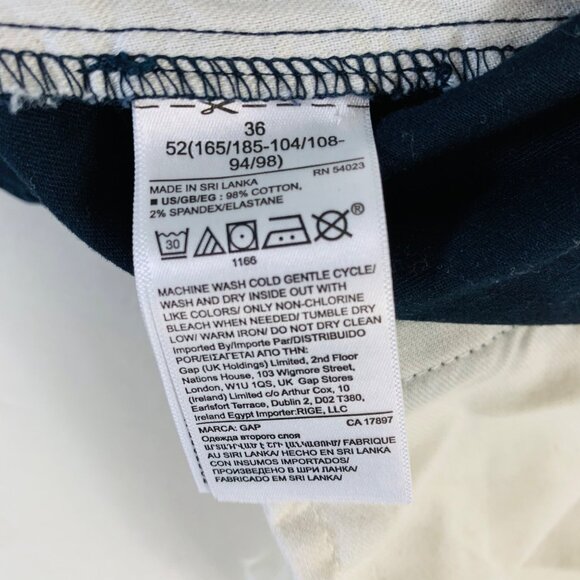 36
52(165/185-104/108-
94/98)
RN 54023
MADE IN SRI LANKA
■ US/GB/EG : 98% COTTON,
2% SPANDEX/ELASTANE
30
®
1166
MACHINE WASH COLD GENTLE CYCLE/
WASH AND DRY INSIDE OUT WITH
LIKE COLORS/ ONLY NON-CHLORINE
BLEACH WHEN NEEDED/ TUMBLE DRY
LOW/ WARM IRON/ DO NOT DRY CLEAN
Imported By/Importe Par/DISTRIBUIDO
POR/ΕΙΣΑΓΕΤΑΙ ΑΠΟ ΤΗΝ:
Gap (UK Holdings) Limited, 2nd Floor
Nations House, 103 Wigmore Street,
London, W1U 1QS, UK Gap Stores
(Ireland) Limited c/o Arthur Cox, 10
Earlsfort Terrace, Dublin 2, D02 T380,
Ireland Egypt Importer:RIGE, LLC
MARCA: GAP
CA 17897
Одежда второго слоя
ԱՐՏԱԴՐՎԱԾ Է ՇՐԻ ԼԱՆԿԱՅՈՒՄ/ FABRIQUE
AU SIRI LANKA/ HECHO EN SRI LANKA
CON INSUMOS IMPORTADOS/
ПРОИЗВЕДЕНО В ШРИ ЛАНКА/
FABRICADO EM SRI LANKA/